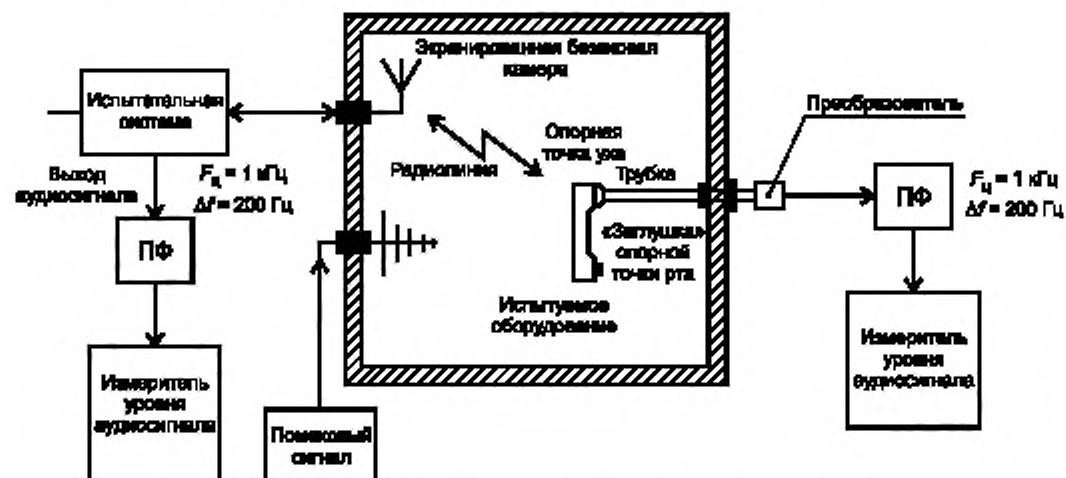 Экранированная безэховая
камера
Испытательная
система
Преобразователь
Опорная
точка уха
Радиолиния
Выход
аудиосигнала
Fц = 1 кГц
Δf = 200 Гц
Трубка
ПФ
Fц = 1 кГц
Δf = 200 Гц
ПФ
«Заглушка»
опорной
точки рта
Испытуемое
оборудование
Измеритель
уровня
аудиосигнала
Измеритель
уровня
аудиосигнала
Помеховый
сигнал